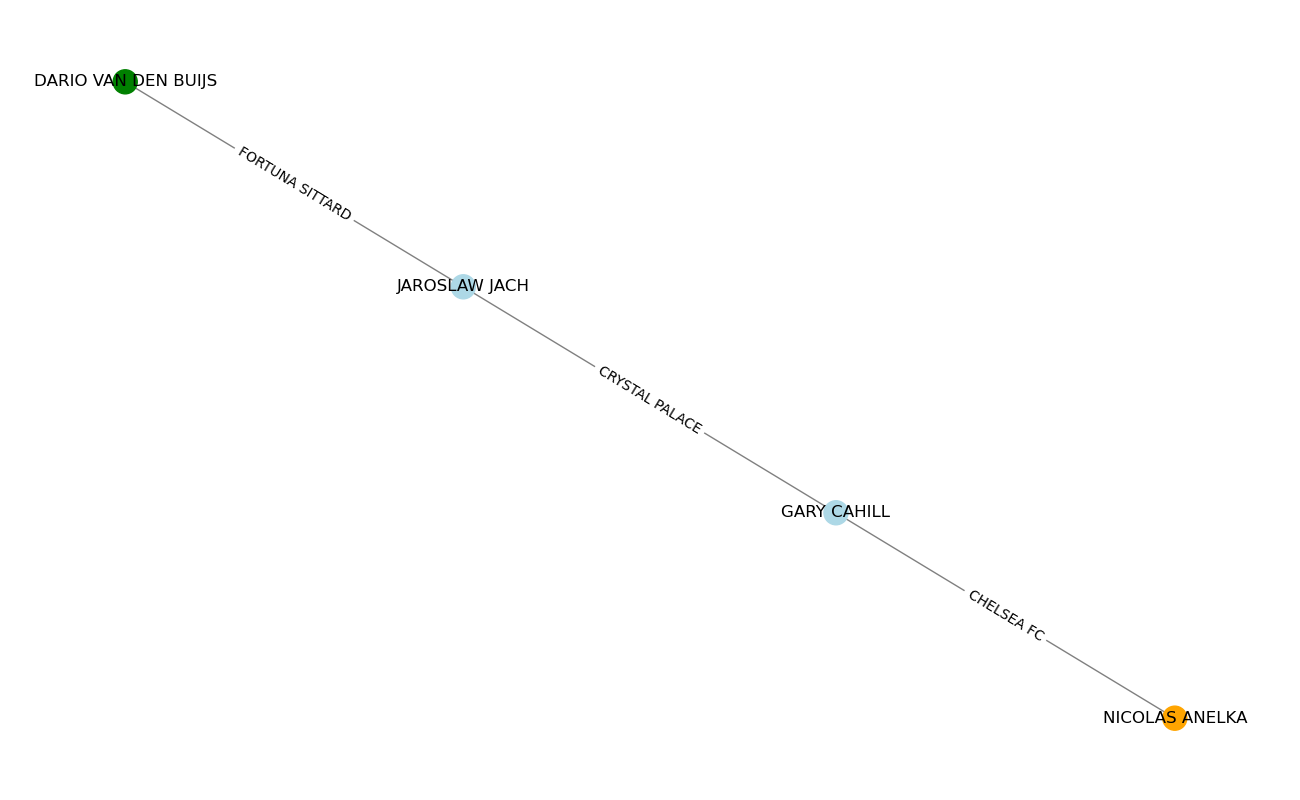 DARIO VAN DEN BUIJS
FORTUNA SITTARD
JAROSLAW JACH
CRYSTAL PALACE
GARY CAHILL
CHELSEA FC
NICOLAS ANELKA